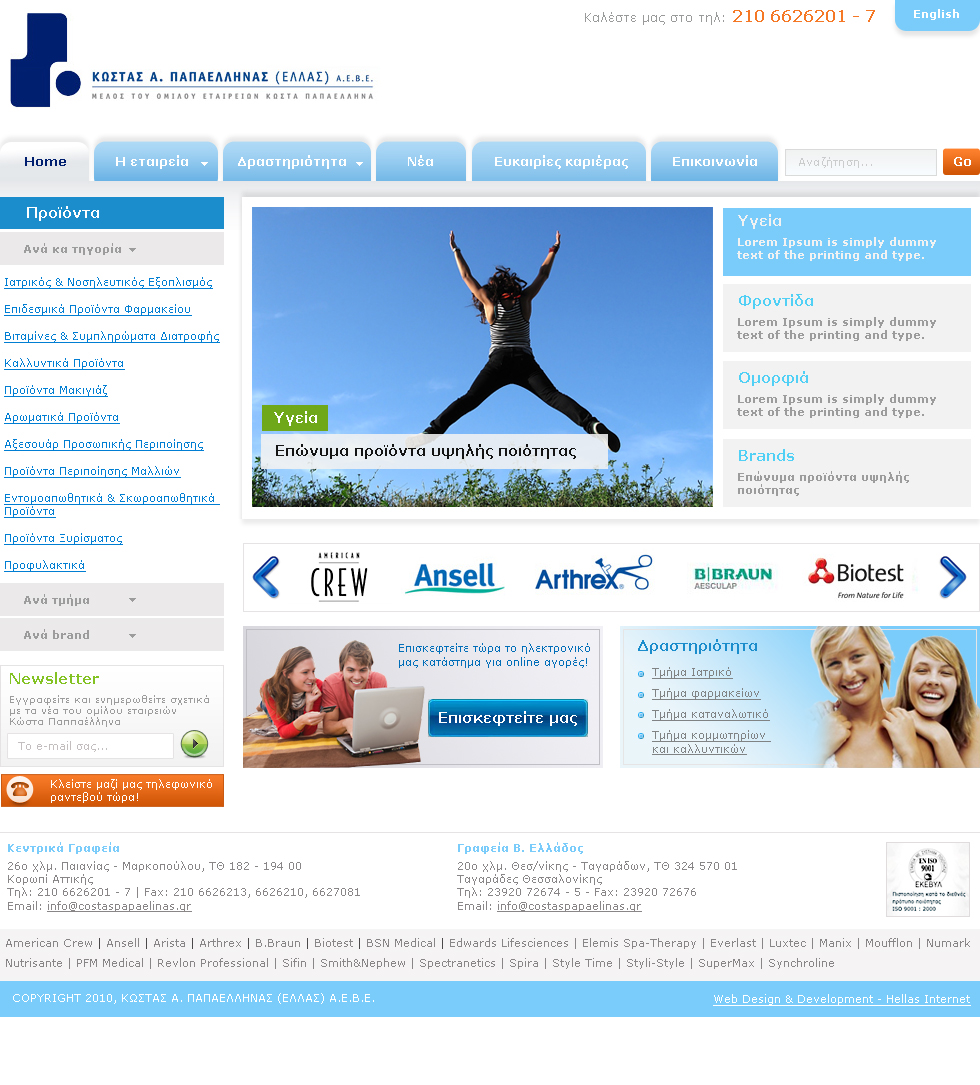 Καλέστε μας στο τηλ: 210 6626201 - 7
English
ΚΩΣΤΑΣ Α. ΠΑΠΑΕΛΛΗΝΑΣ (ΕΛΛΑΣ) Α.Ε.Β.Ε.
ΜΕΛΟΣ ΤΟΥ ΟΜΙΛΟΥ ΕΤΑΙΡΕΙΩΝ ΚΩΣΤΑ ΠΑΠΑΕΛΛΗΝΑ
Home
Η εταιρεία
Δραστηριότητα
Νέα
Ευκαιρίες καριέρας
Επικοινωνία
Αναζήτηση...
Go
Προϊόντα
Ανά κα τηγορία
Ιατρικός & Νοσηλευτικός Εξοπλισμός
Επιδεσμικά Προϊόντα Φαρμακείου
Βιταμίνες & Συμπληρώματα Διατροφής
Καλλυντικά Προϊόντα
Προϊόντα Μακιγιάζ
Αρωματικά Προϊόντα
Αξεσουάρ Προσωπικής Περιποίησης
Προϊόντα Περιποίησης Μαλλιών
Εντομοαπωθητικά & Σκωροαπωθητικά
Προϊόντα
Προϊόντα Ξυρίσματος
Προφυλακτικά
Ανά τμήμα
Ανά brand
Newsletter
Εγγραφείτε και ενημερωθείτε σχετικά
με τα νέα του ομίλου εταιρειών
Κώστα Παππαέλληνα
Το e-mail σας...
Κλείστε μαζί μας τηλεφωνικό
ραντεβού τώρα!
Υγεία
Επώνυμα προϊόντα υψηλής ποιότητας
Υγεία
Lorem Ipsum is simply dummy
text of the printing and type.
Φροντίδα
Lorem Ipsum is simply dummy
text of the printing and type.
Ομορφιά
Lorem Ipsum is simply dummy
text of the printing and type.
Brands
Επώνυμα προϊόντα υψηλής
ποιότητας
AMERICAN
CREW
Ansell
Arthrex
B|BRAUN
AESCULAP
Biotest
From Nature for Life
Επισκεφτείτε τώρα το ηλεκτρονικό
μας κατάστημα για online αγορές!
Επισκεφτείτε μας
Δραστηριότητα
Τμήμα Ιατρικό
Τμήμα φαρμακείων
Τμήμα καταναλωτικό
Τμήμα κομμωτηρίων
και καλλυντικών
Κεντρικά Γραφεία
26ο χλμ. Παιανίας - Μαρκοπούλου, ΤΘ 182 - 194 00
Κορωπί Αττικής
Τηλ: 210 6626201 - 7 | Fax: 210 6626213, 6626210, 6627081
Email: info@costaspapaelinas.gr
Γραφεία Β. Ελλάδος
20ο χλμ. Θεσ/νίκης - Ταγαράδων, ΤΘ 324 570 01
Ταγαράδες Θεσσαλονίκης
Τηλ: 23920 72674 - 5 - Fax: 23920 72676
Email: info@costaspapaelinas.gr
EN ISO
9001
ΕΚΕΒΥΛ
Πιστοποίηση κατά το διεθνές
πρότυπο ποιότητας
ISO 9001 : 2000
American Crew | Ansell | Arista | Arthrex | B.Braun | Biotest | BSN Medical | Edwards Lifesciences | Elemis Spa-Therapy | Everlast | Luxtec | Manix | Moufflon | Numark
Nutrisante | PFM Medical | Revlon Professional | Sifin | Smith&Nephew | Spectranetics | Spira | Style Time | Styli-Style | SuperMax | Synchroline
COPYRIGHT 2010, ΚΩΣΤΑΣ Α. ΠΑΠΑΕΛΛΗΝΑΣ (ΕΛΛΑΣ) Α.Ε.Β.Ε.
Web Design & Development - Hellas Internet